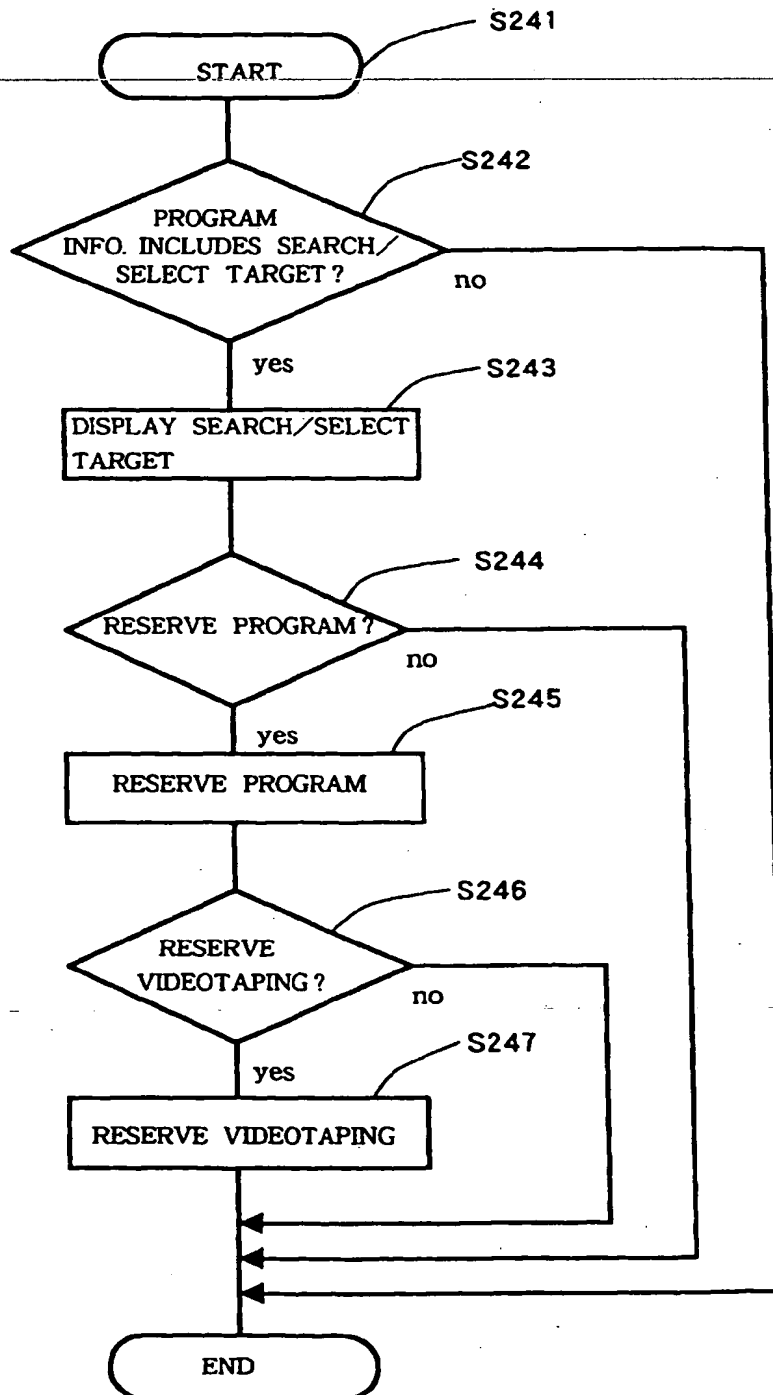 S241
START
S242
PROGRAM
INFO. INCLUDES SEARCH/
SELECT TARGET?
no
yes
S243
DISPLAY SEARCH/SELECT
TARGET
S244
RESERVE PROGRAM?
no
S245
yes
RESERVE PROGRAM
S246
RESERVE
VIDEOTAPING?
no
S247
yes
RESERVE VIDEOTAPING
END